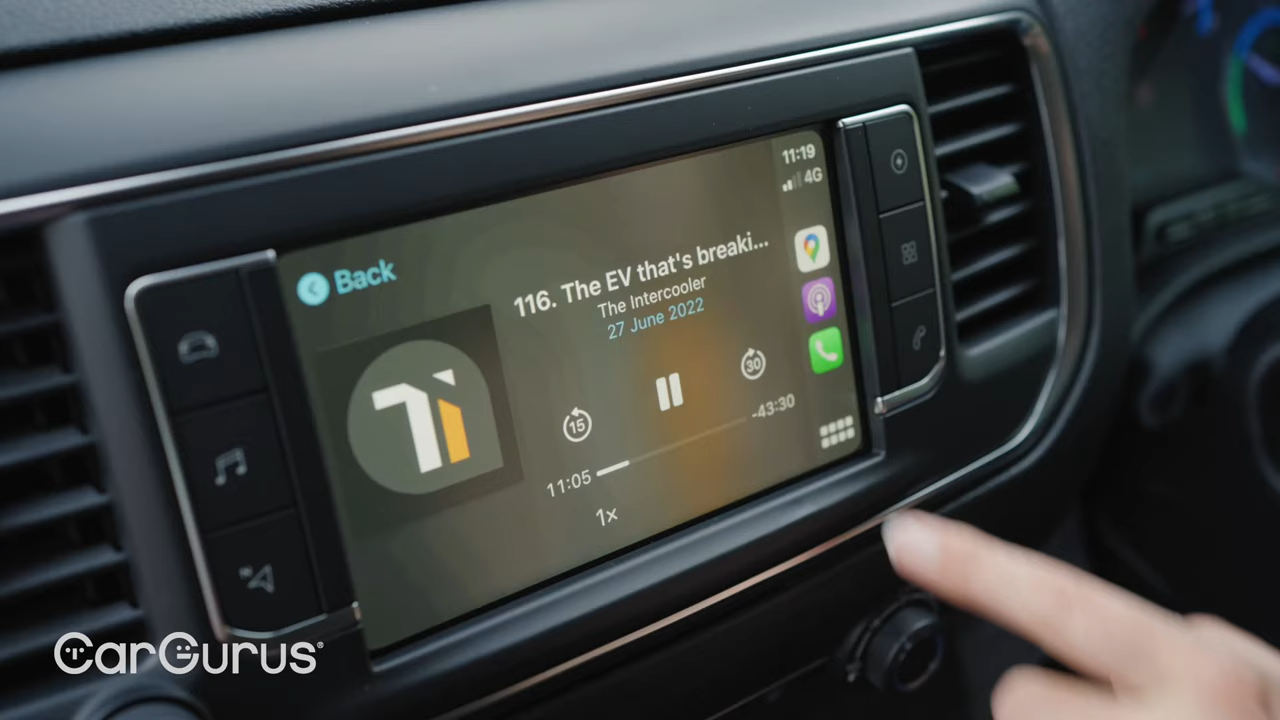 11:19
4G
Back
116. The EV that's breaki...
The Intercooler
27 June 2022
15
30
11:05
-43:30
1x
CarGurus®